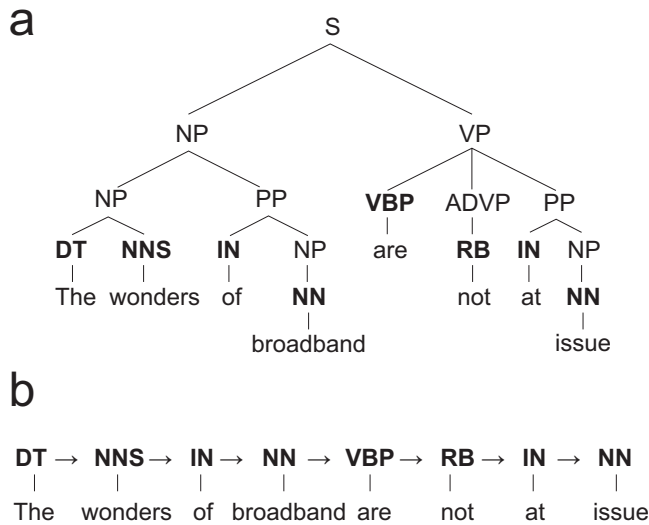 a
S
NP VP
NP PP VBP ADVP PP
DT NNS IN NP are RB IN NP
The wonders of NN not at NN
broadband issue
b
DT → NNS → IN → NN → VBP → RB → IN → NN
The wonders of broadband are not at issue